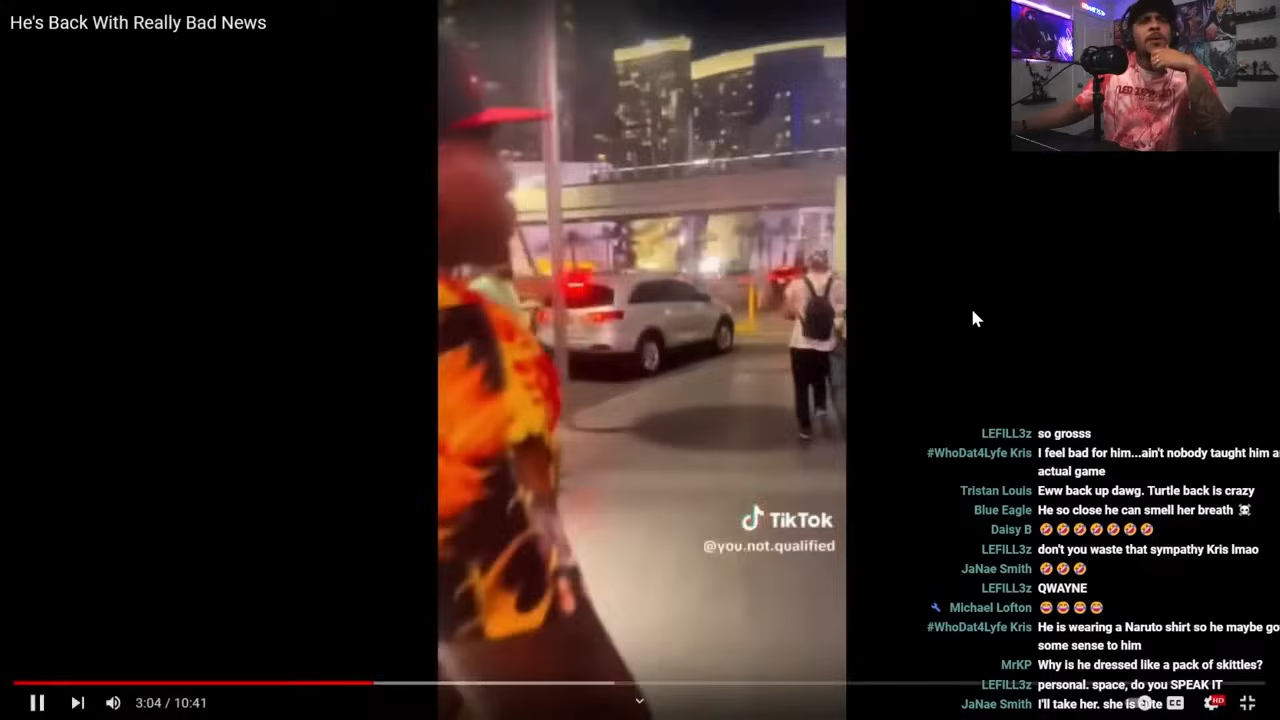 He's Back With Really Bad News
LEFILL3z so grosss
#WhoDat4Lyfe Kris I feel bad for him...ain't nobody taught him
actual game
Tristan Louis Eww back up dawg. Turtle back is crazy
Blue Eagle He so close he can smell her breath ☠️
Daisy B 🤣🤣🤣🤣🤣🤣🤣
LEFILL3z don't you waste that sympathy Kris lmao
JaNae Smith 🤣🤣🤣
TikTok
LEFILL3z QWAYNE
@you.not.qualified
Michael Lofton 😂😂😂😂
#WhoDat4Lyfe Kris He is wearing a Naruto shirt so he maybe
some sense to him
MrKP Why is he dressed like a pack of skittles?
LEFILL3z personal. space, do you SPEAK IT
JaNae Smith I'll take her. she is
3:04 / 10:41
CC
HD